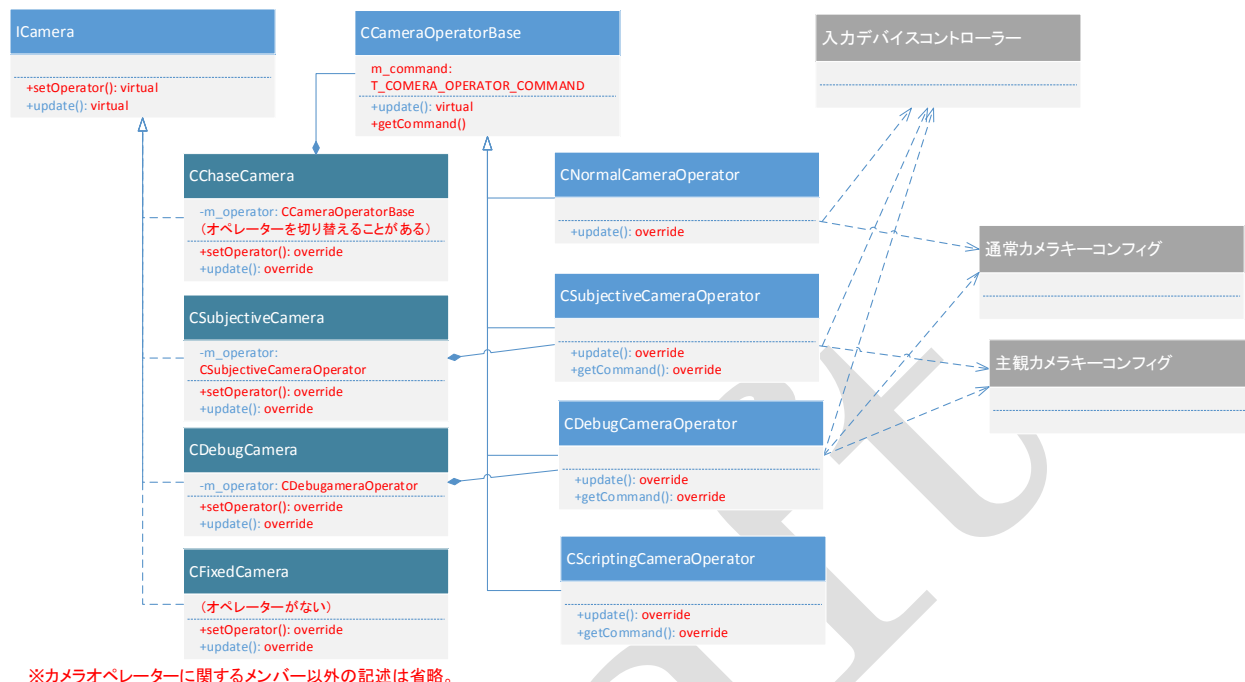 ICamera
+setOperator(): virtual
+update(): virtual
CCameraOperatorBase
m_command:
T_COMERA_OPERATOR_COMMAND
+update(): virtual
+getCommand()
入力デバイスコントローラー
CChaseCamera
-m_operator: CCameraOperatorBase
（オペレーターを切り替えることがある）
+setOperator(): override
+update(): override
CNormalCameraOperator
+update(): override
通常カメラキーコンフィグ
CSubjectiveCamera
-m_operator:
CSubjectiveCameraOperator
+setOperator(): override
+update(): override
CSubjectiveCameraOperator
+update(): override
+getCommand(): override
主観カメラキーコンフィグ
CDebugCamera
-m_operator: CDebugameraOperator
+setOperator(): override
+update(): override
CDebugCameraOperator
+update(): override
+getCommand(): override
CFixedCamera
（オペレーターがない）
+setOperator(): override
+update(): override
CScriptingCameraOperator
+update(): override
+getCommand(): override
※カメラオペレーターに関するメンバー以外の記述は省略。